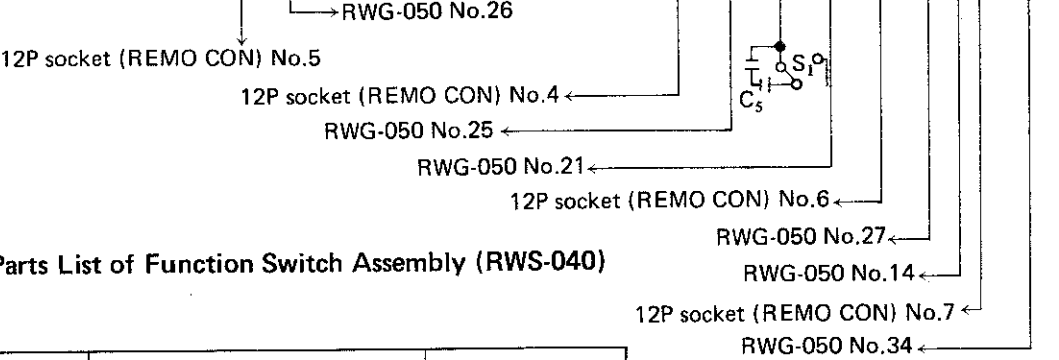 RWG-050 No.26
12P socket (REMO CON) No.5
S1
C5
12P socket (REMO CON) No.4
RWG-050 No.25
RWG-050 No.21
12P socket (REMO CON) No.6
RWG-050 No.27
Parts List of Function Switch Assembly (RWS-040)
RWG-050 No.14
12P socket (REMO CON) No.7
RWG-050 No.34